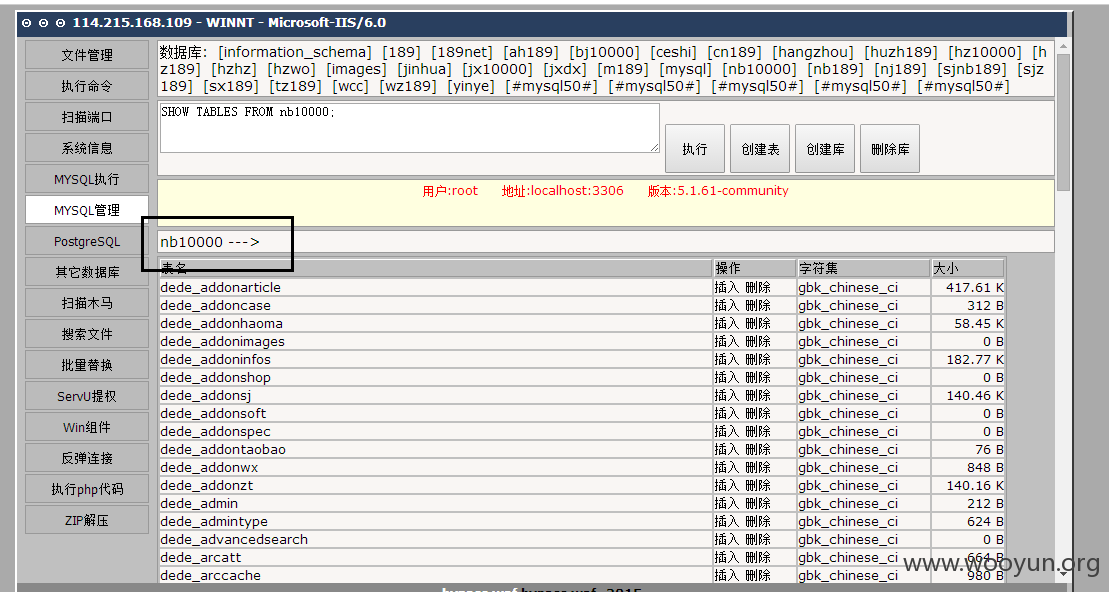 114.215.168.109 - WINNT - Microsoft-IIS/6.0
文件管理
执行命令
扫描端口
系统信息
MYSQL执行
MYSQL管理
PostgreSQL
其它数据库
扫描木马
搜索文件
批量替换
ServU提权
Win组件
反弹连接
执行php代码
ZIP解压
数据库: [information_schema] [189] [189net] [ah189] [bj10000] [ceshi] [cn189] [hangzhou] [huzh189] [hz10000] [h
z189] [hzhz] [hzwo] [images] [jinhua] [jx10000] [jxdx] [m189] [mysql] [nb10000] [nb189] [nj189] [sjnb189] [sjz
189] [sx189] [tz189] [wcc] [wz189] [yinye] [#mysql50#] [#mysql50#] [#mysql50#] [#mysql50#] [#mysql50#]
SHOW TABLES FROM nb10000;
执行 创建表 创建库 删除库
用户:root 地址:localhost:3306 版本:5.1.61-community
nb10000 --->
表名 操作 字符集 大小
dede_addonarticle 插入 删除 gbk_chinese_ci 417.61 K
dede_addoncase 插入 删除 gbk_chinese_ci 312 B
dede_addonhaoma 插入 删除 gbk_chinese_ci 58.45 K
dede_addonimages 插入 删除 gbk_chinese_ci 0 B
dede_addoninfos 插入 删除 gbk_chinese_ci 182.77 K
dede_addonshop 插入 删除 gbk_chinese_ci 0 B
dede_addonsj 插入 删除 gbk_chinese_ci 140.46 K
dede_addonsoft 插入 删除 gbk_chinese_ci 0 B
dede_addonspec 插入 删除 gbk_chinese_ci 0 B
dede_addontaobao 插入 删除 gbk_chinese_ci 76 B
dede_addonwx 插入 删除 gbk_chinese_ci 848 B
dede_addonzt 插入 删除 gbk_chinese_ci 140.16 K
dede_admin 插入 删除 gbk_chinese_ci 212 B
dede_admintype 插入 删除 gbk_chinese_ci 624 B
dede_advancedsearch 插入 删除 gbk_chinese_ci 0 B
dede_arcatt 插入 删除 gbk_chinese_ci 664 B
dede_arccache 插入 删除 gbk_chinese_ci 980 B
www.wooyun.org